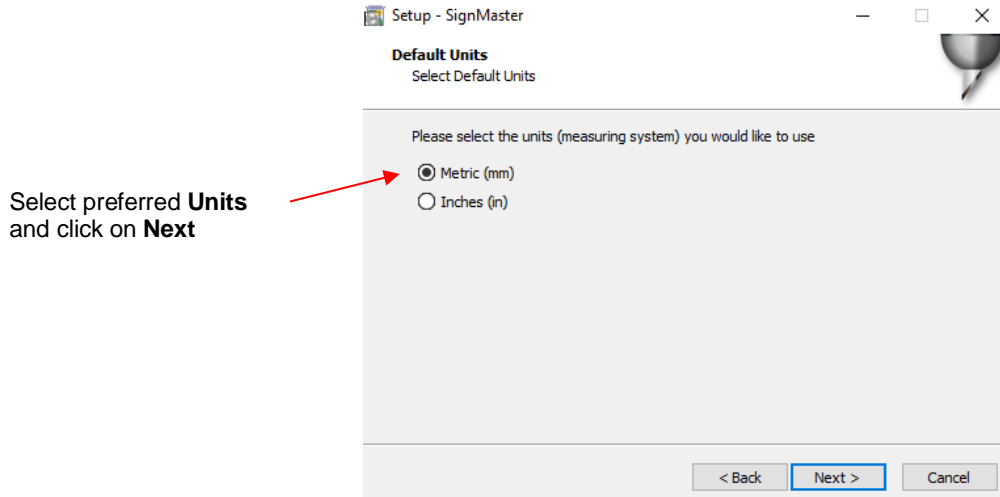 Setup - SignMaster
Default Units
Select Default Units
Please select the units (measuring system) you would like to use
Metric (mm)
Inches (in)
Select preferred Units
and click on Next
< Back
Next >
Cancel